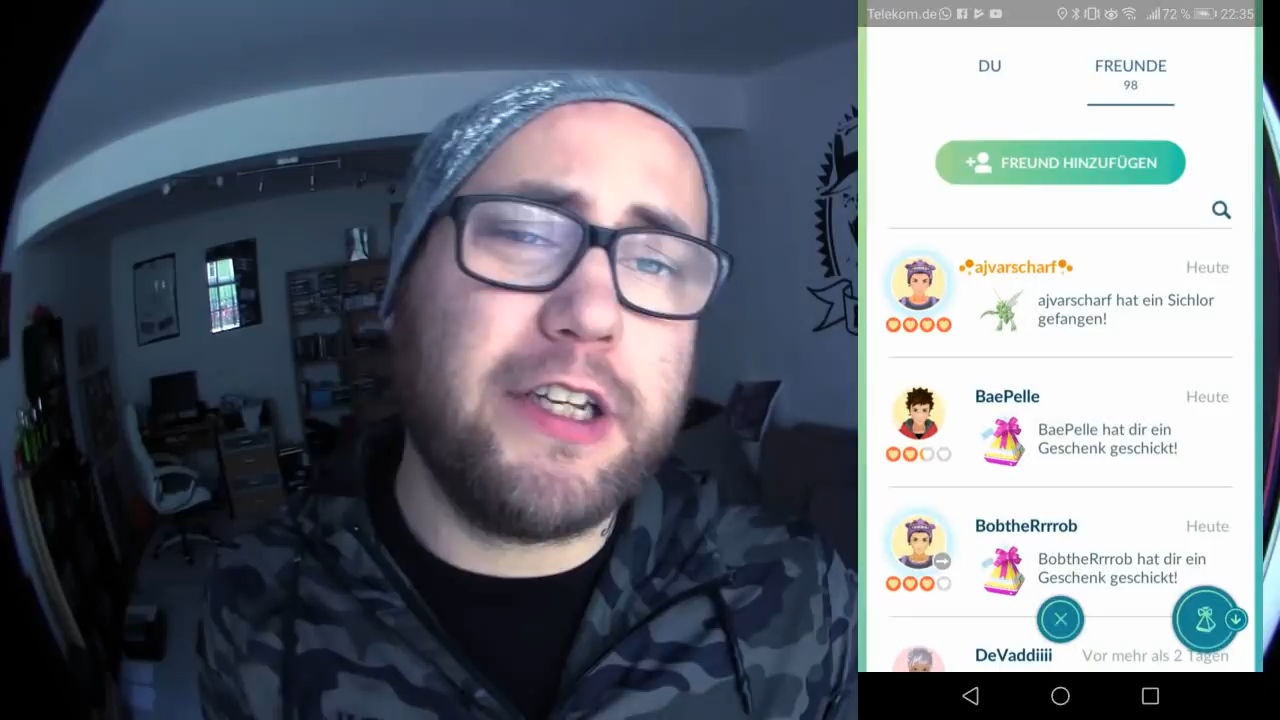 Telekom.de 72 % 22:35
DU
FREUNDE
98
FREUND HINZUFÜGEN
ajvarscharf Heute
ajvarscharf hat ein Sichlor
gefangen!
BaePelle Heute
BaePelle hat dir ein
Geschenk geschickt!
BobtheRrrrob Heute
BobtheRrrrob hat dir ein
Geschenk geschickt!
DeVaddiiii Vor mehr als 2 Tagen